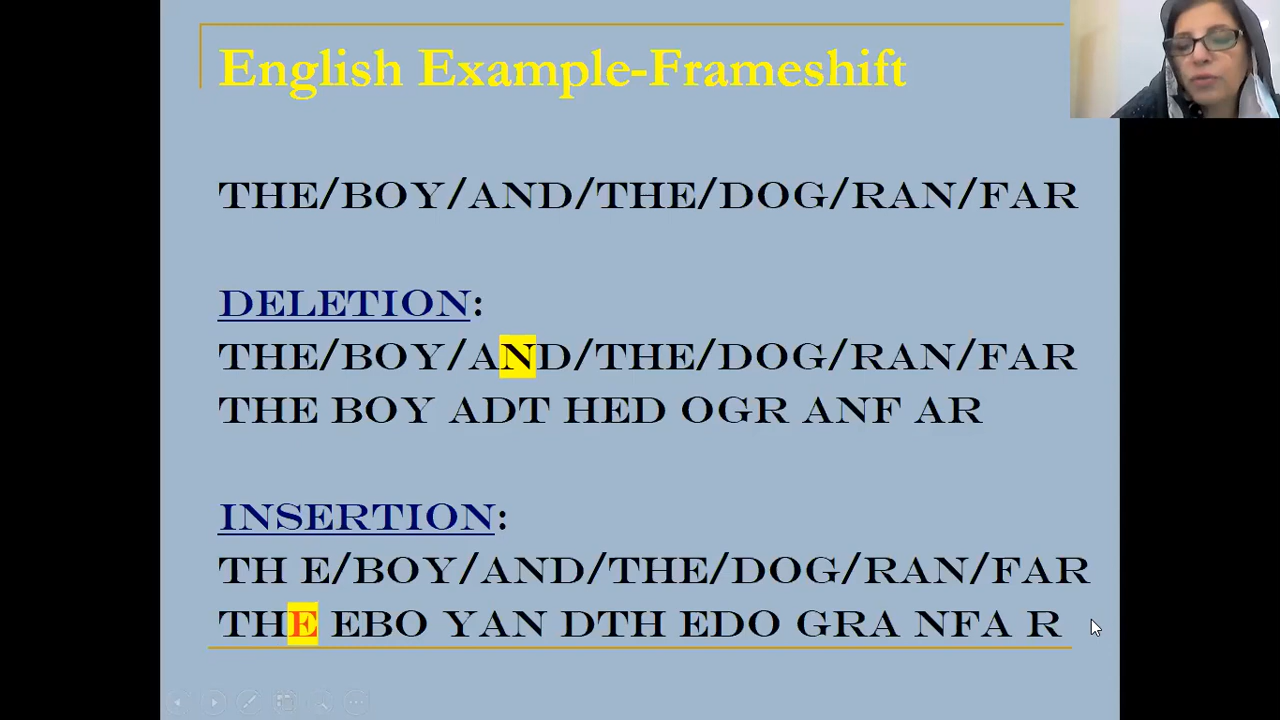 English Example-Frameshift
THE/BOY/AND/THE/DOG/RAN/FAR
DELETION:
THE/BOY/AND/THE/DOG/RAN/FAR
THE BOY ADT HED OGR ANF AR
INSERTION:
TH E/BOY/AND/THE/DOG/RAN/FAR
THE EBO YAN DTH EDO GRA NFA R